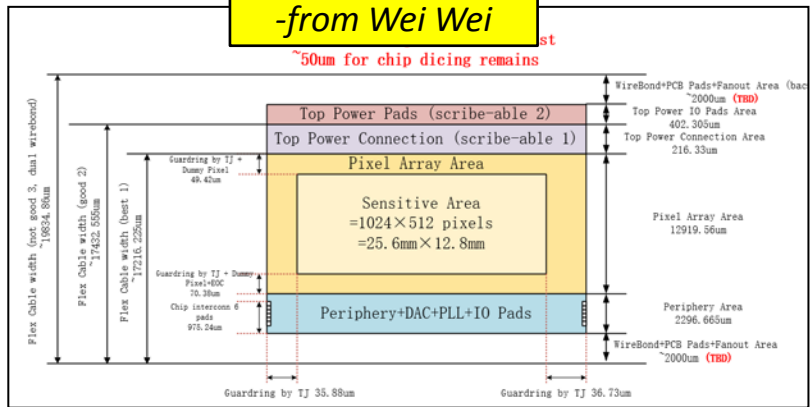 -from Wei Wei
st
~50um for chip dicing remains
WireBond+PCB Pads+Fanout Area (bac
~2000um (TBD)
Top Power Pads (scribe-able 2)
Top Power IO Pads Area
402.305um
Top Power Connection (scribe-able 1)
Top Power Connection Area
216.33um
Guardring by TJ +
Dummy Pixel
49.42um
Pixel Array Area
Sensitive Area
=1024×512 pixels
=25.6mm×12.8mm
Pixel Array Area
12919.56um
Flex Cable width (not good 3, dual wirebond)
~19834.86um
Flex Cable width (good 2)
~17432.555um
Flex Cable width (best 1)
~17216.225um
Guardring by TJ + Dummy
Pixel+EOC
70.38um
Chip interconn 6
pads
975.24um
Periphery+DAC+PLL+IO Pads
Periphery Area
2296.665um
WireBond+PCB Pads+Fanout Area
~2000um (TBD)
Guardring by TJ 35.88um
Guardring by TJ 36.73um